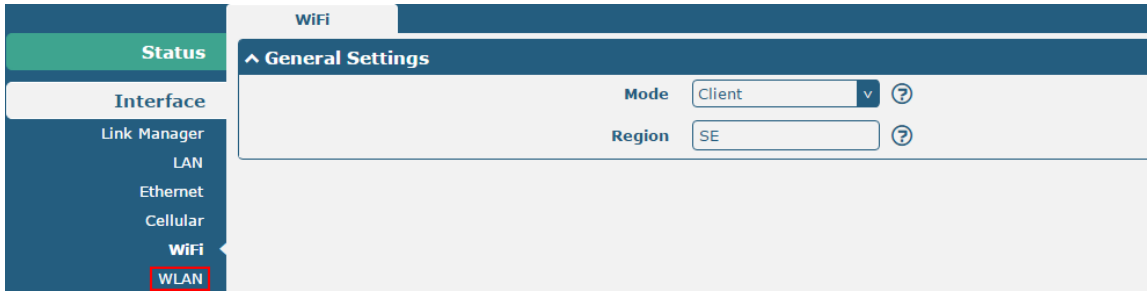 WiFi
Status
^ General Settings
Interface
Mode Client v ?
Region SE ?
Link Manager
LAN
Ethernet
Cellular
WiFi
WLAN